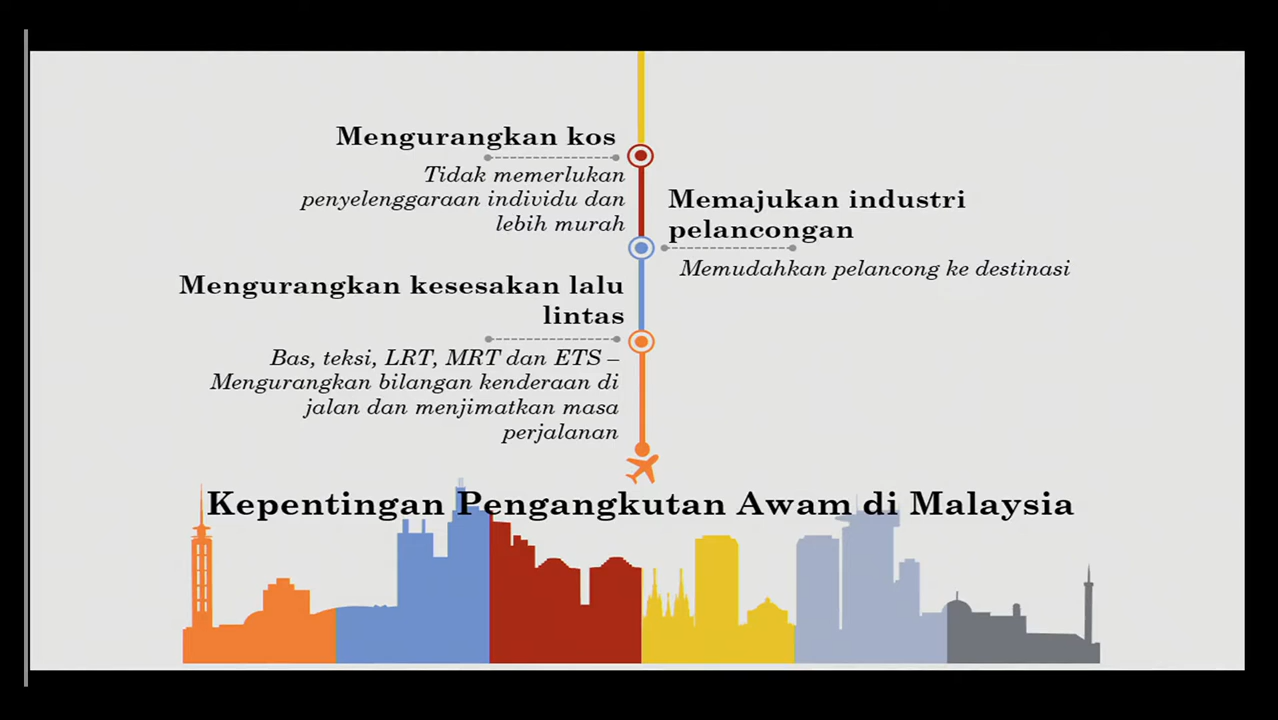 Mengurangkan kos
Tidak memerlukan
penyelenggaraan individu dan
lebih murah
Memajukan industri
pelancongan
Memudahkan pelancong ke destinasi
Mengurangkan kesesakan lalu
lintas
Bas, teksi, LRT, MRT dan ETS –
Mengurangkan bilangan kenderaan di
jalan dan menjimatkan masa
perjalanan
Kepentingan Pengangkutan Awam di Malaysia